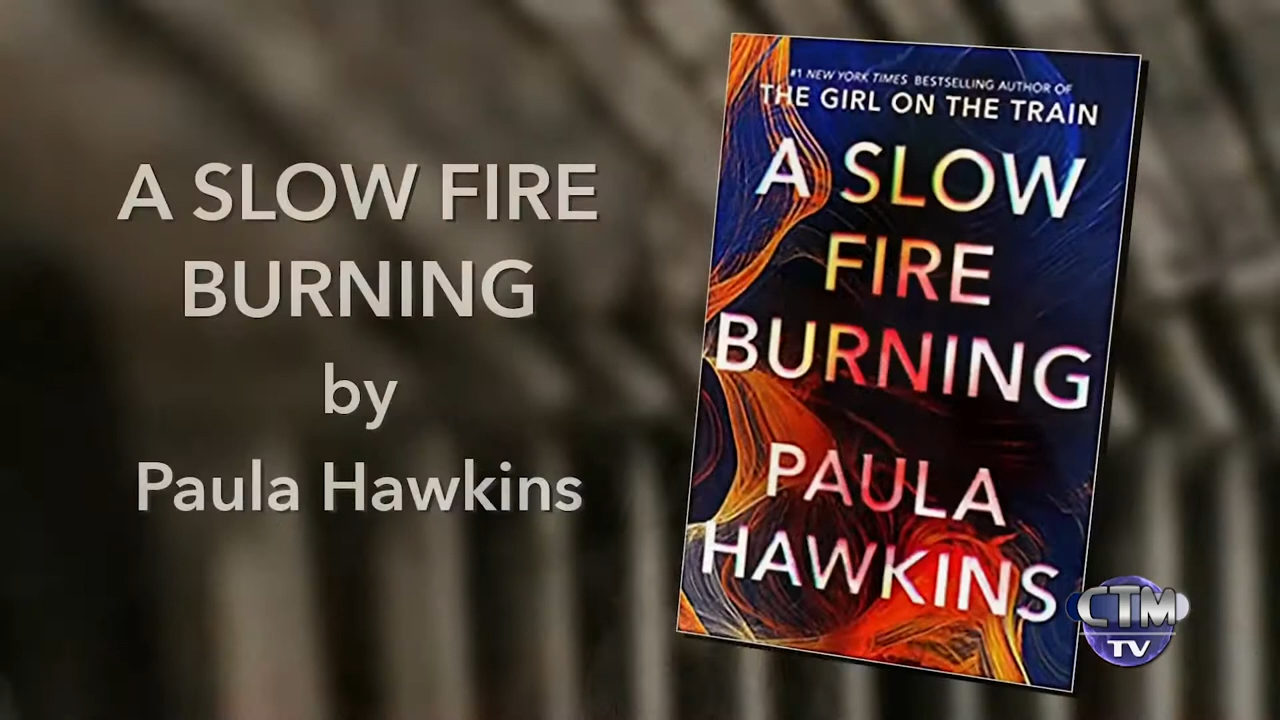 A SLOW FIRE
BURNING
by
Paula Hawkins
#1 NEW YORK TIMES BESTSELLING AUTHOR OF
THE GIRL ON THE TRAIN
A SLOW
FIRE
BURNING
PAULA
HAWKINS
CTM
TV